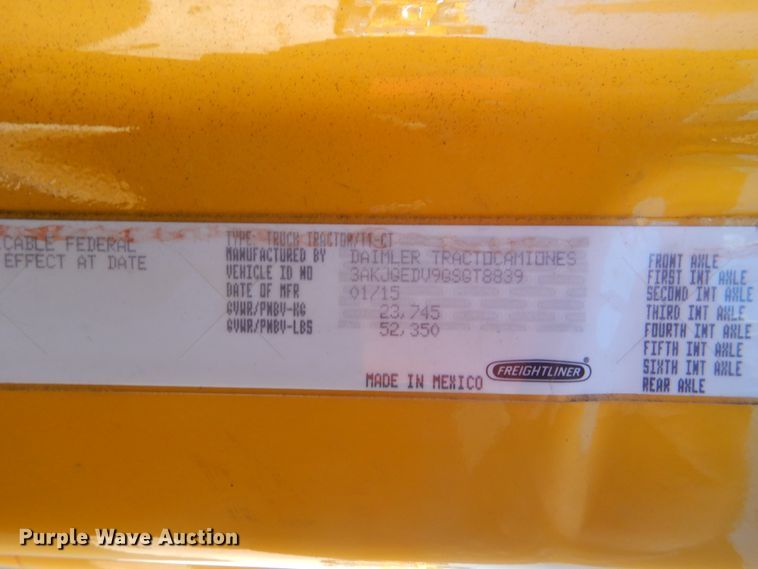 CABLE FEDERAL
EFFECT AT DATE
TYPE: TRUCK TRACTOR/TT-CT
MANUFACTURED BY DAIMLER TRACTOCAMIONES
VEHICLE ID NO 3AKJGEDV9GSGT8839
DATE OF MFR 01/15
GVWR/PNBV-KG 23,745
GVWR/PNBV-LBS 52,350
MADE IN MEXICO FREIGHTLINER®
FRONT AXLE
FIRST INT AXLE
SECOND INT AXLE
THIRD INT AXLE
FOURTH INT AXLE
FIFTH INT AXLE
SIXTH INT AXLE
REAR AXLE
Purple Wave Auction®